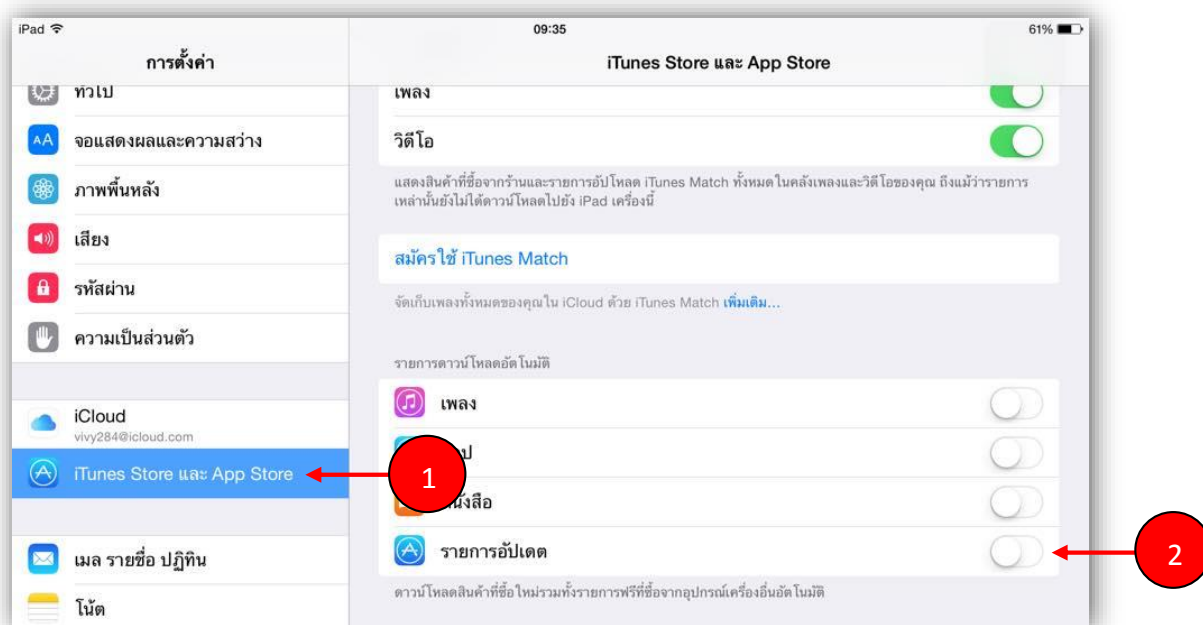 iPad 09:35 61%
การตั้งค่า
ทั่วไป
จอแสดงผลและความสว่าง
ภาพพื้นหลัง
เสียง
รหัสผ่าน
ความเป็นส่วนตัว
iCloud
vivy284@icloud.com
iTunes Store และ App Store
เมล รายชื่อ ปฏิทิน
โน้ต
iTunes Store และ App Store
เพลง
วิดีโอ
แสดงสินค้าที่ซื้อจากร้านและรายการอัปโหลด iTunes Match ทั้งหมดในคลังเพลงและวิดีโอของคุณ ถึงแม้ว่ารายการ
เหล่านั้นยังไม่ได้ดาวน์โหลดไปยัง iPad เครื่องนี้
สมัครใช้ iTunes Match
จัดเก็บเพลงทั้งหมดของคุณใน iCloud ด้วย iTunes Match เพิ่มเติม...
รายการดาวน์โหลดอัตโนมัติ
เพลง
รายการอัปเดต
ดาวน์โหลดสินค้าที่ซื้อใหม่รวมทั้งรายการฟรีที่ซื้อจากอุปกรณ์เครื่องอื่นอัตโนมัติ
1
2